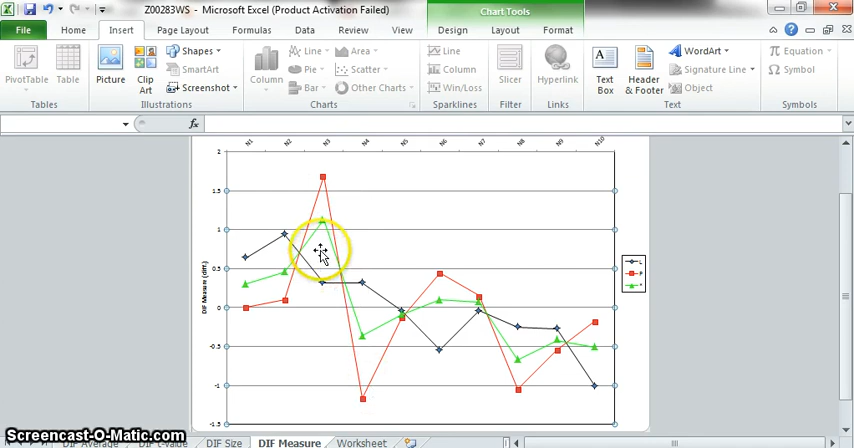 Z00283WS - Microsoft Excel (Product Activation Failed)
Chart Tools
File Home Insert Page Layout Formulas Data Review View Design Layout Format
PivotTable Table
Picture Clip Art
Shapes
SmartArt
Screenshot
Column
Line Area
Pie Scatter
Bar Other Charts
Line
Column
Win/Loss
Slicer
Hyperlink
Text Box
Header & Footer
WordArt
Signature Line
Object
Equation
Symbol
Tables Illustrations Charts Sparklines Filter Links Text Symbols
fx
N1 N2 N3 N4 N5 N6 N7 N8 N9 N10
2
1.5
1
0.5
0
-0.5
-1
-1.5
DIF Measure (diff.)
L
P
*
DIF Average DIF t-value DIF Size DIF Measure Worksheet
Screencast-O-Matic.com